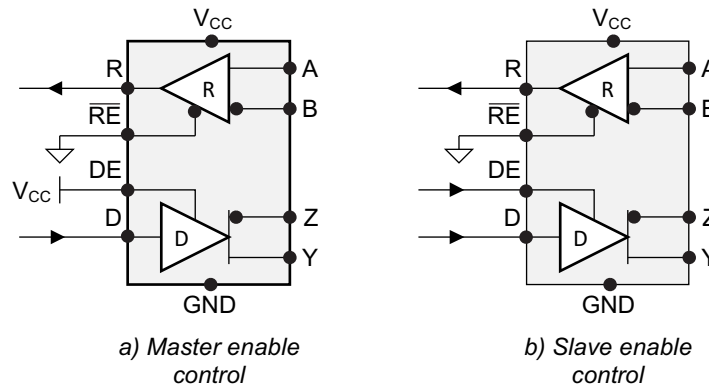 VCC
R
R
A
B
RE
DE
VCC
D
D
Z
Y
GND
a) Master enable
control
VCC
R
R
A
RE
DE
D
D
GND
b) Slave enable
control